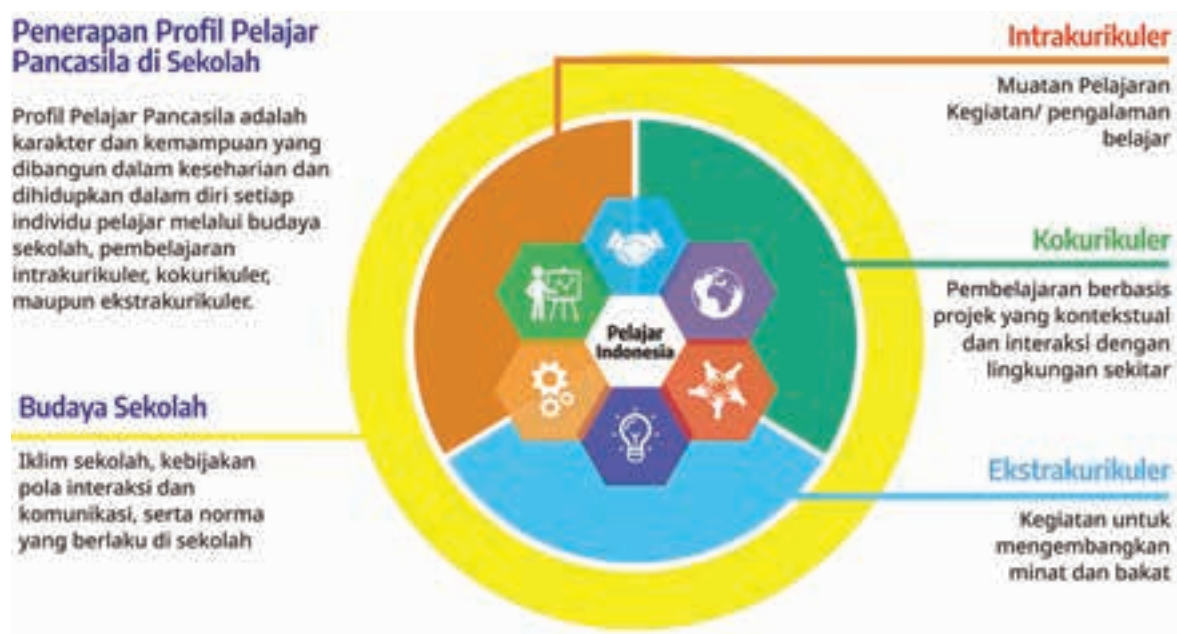 Penerapan Profil Pelajar
Pancasila di Sekolah
Profil Pelajar Pancasila adalah
karakter dan kemampuan yang
dibangun dalam keseharian dan
dihidupkan dalam diri setiap
individu pelajar melalui budaya
sekolah, pembelajaran
intrakurikuler, kokurikuler,
maupun ekstrakurikuler.
Budaya Sekolah
Iklim sekolah, kebijakan
pola interaksi dan
komunikasi, serta norma
yang berlaku di sekolah
Pelajar
Indonesia
Intrakurikuler
Muatan Pelajaran
Kegiatan/ pengalaman
belajar
Kokurikuler
Pembelajaran berbasis
projek yang kontekstual
dan interaksi dengan
lingkungan sekitar
Ekstrakurikuler
Kegiatan untuk
mengembangkan
minat dan bakat